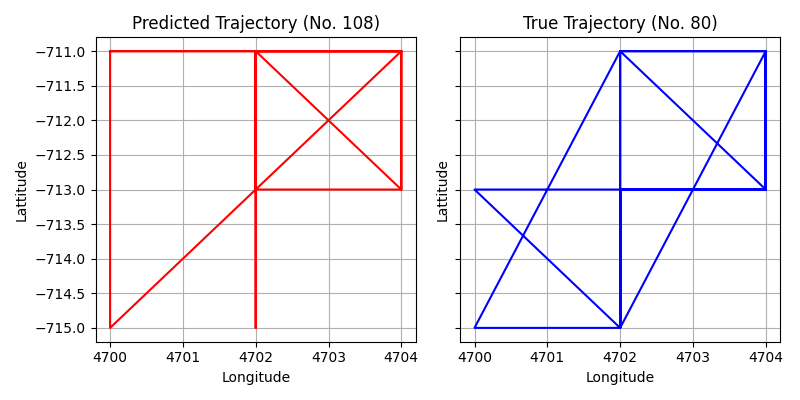 Predicted Trajectory (No. 108)
True Trajectory (No. 80)
−711.0
−711.5
−712.0
−712.5
−713.0
−713.5
−714.0
−714.5
−715.0
Lattitude
Lattitude
4700 4701 4702 4703 4704
4700 4701 4702 4703 4704
Longitude
Longitude